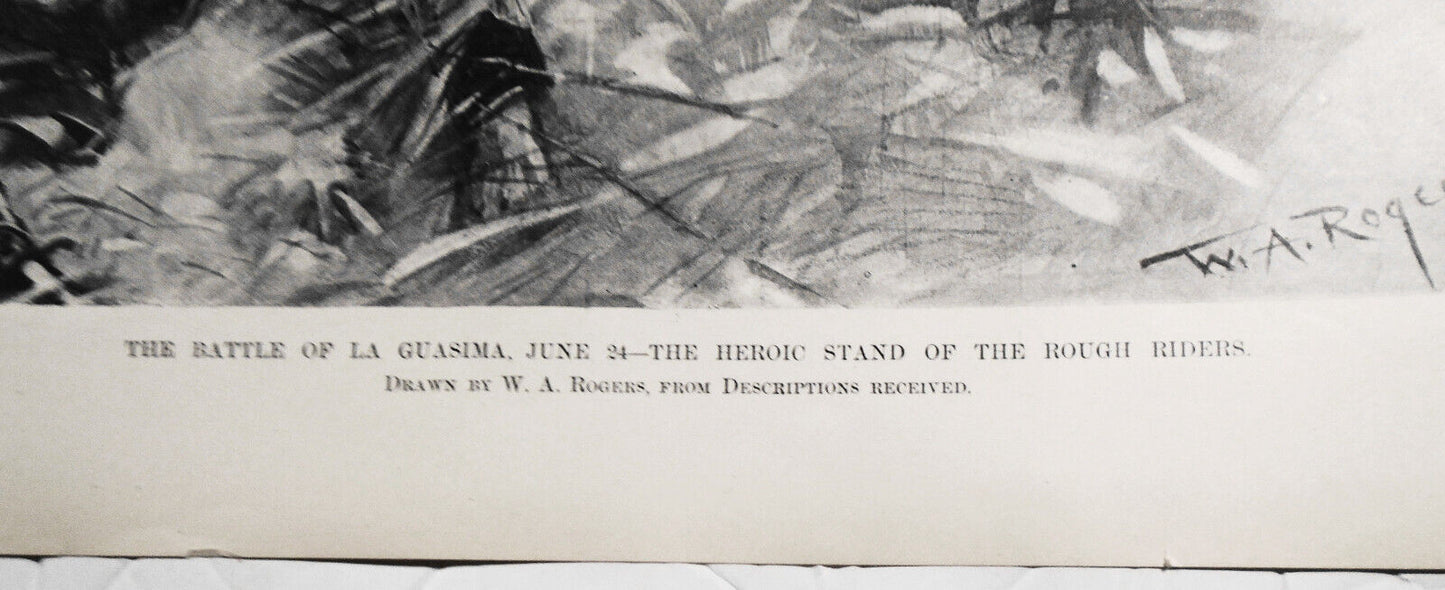 W. A. Roge
THE BATTLE OF LA GUASIMA, JUNE 24—THE HEROIC STAND OF THE ROUGH RIDERS.
DRAWN BY W. A. ROGERS, FROM DESCRIPTIONS RECEIVED.